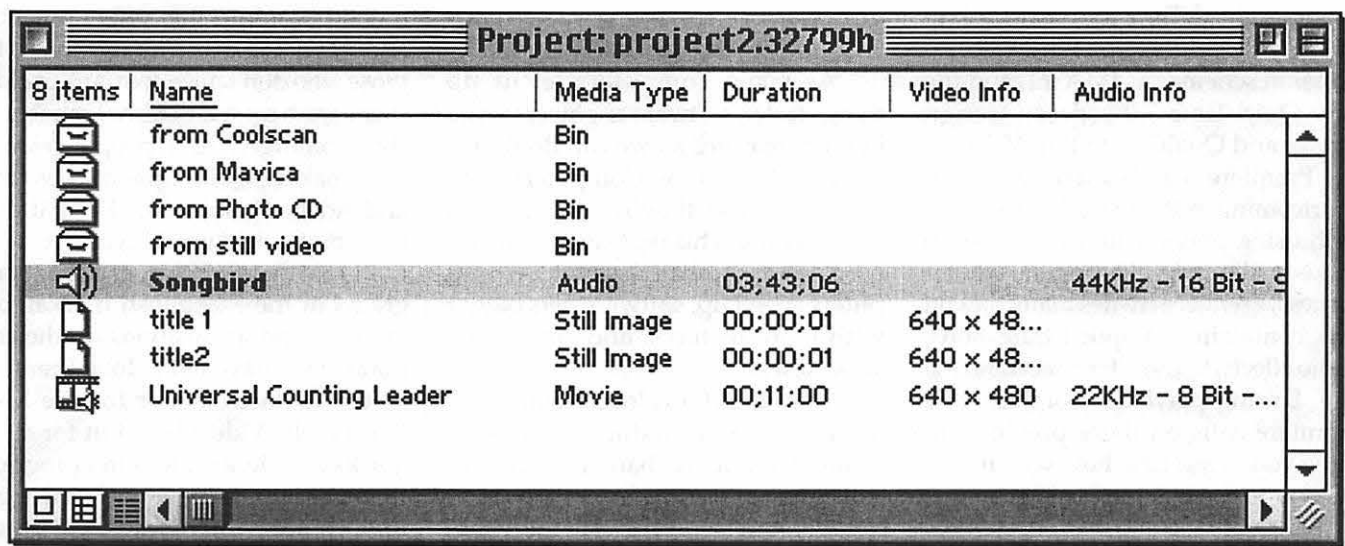 Project: project2.32799b
8 items Name Media Type Duration Video Info Audio Info
from Coolscan Bin
from Mavica Bin
from Photo CD Bin
from still video Bin
Songbird Audio 03;43;06 44KHz - 16 Bit - S
title 1 Still Image 00;00;01 640 x 48...
title2 Still Image 00;00;01 640 x 48...
Universal Counting Leader Movie 00;11;00 640 x 480 22KHz - 8 Bit -...